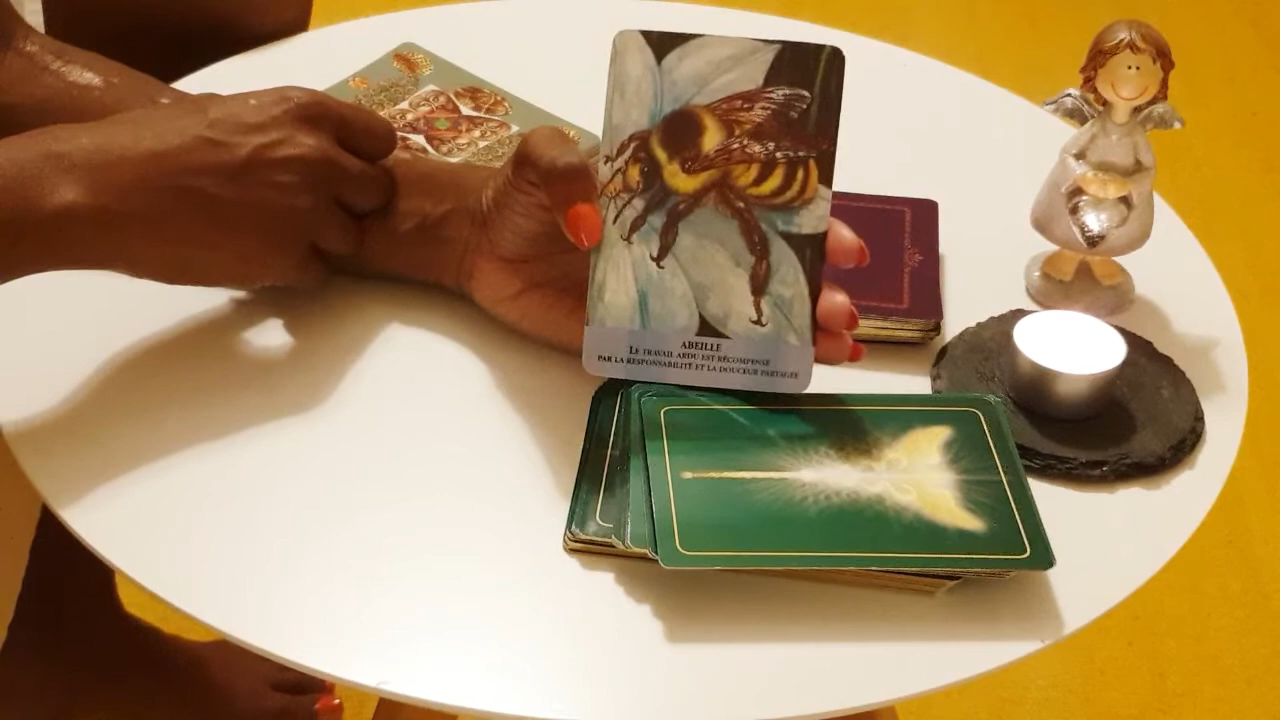 ABEILLE
LE TRAVAIL ARDU EST RÉCOMPENSÉ
PAR LA RESPONSABILITÉ ET LA DOUCEUR PARTAGÉE